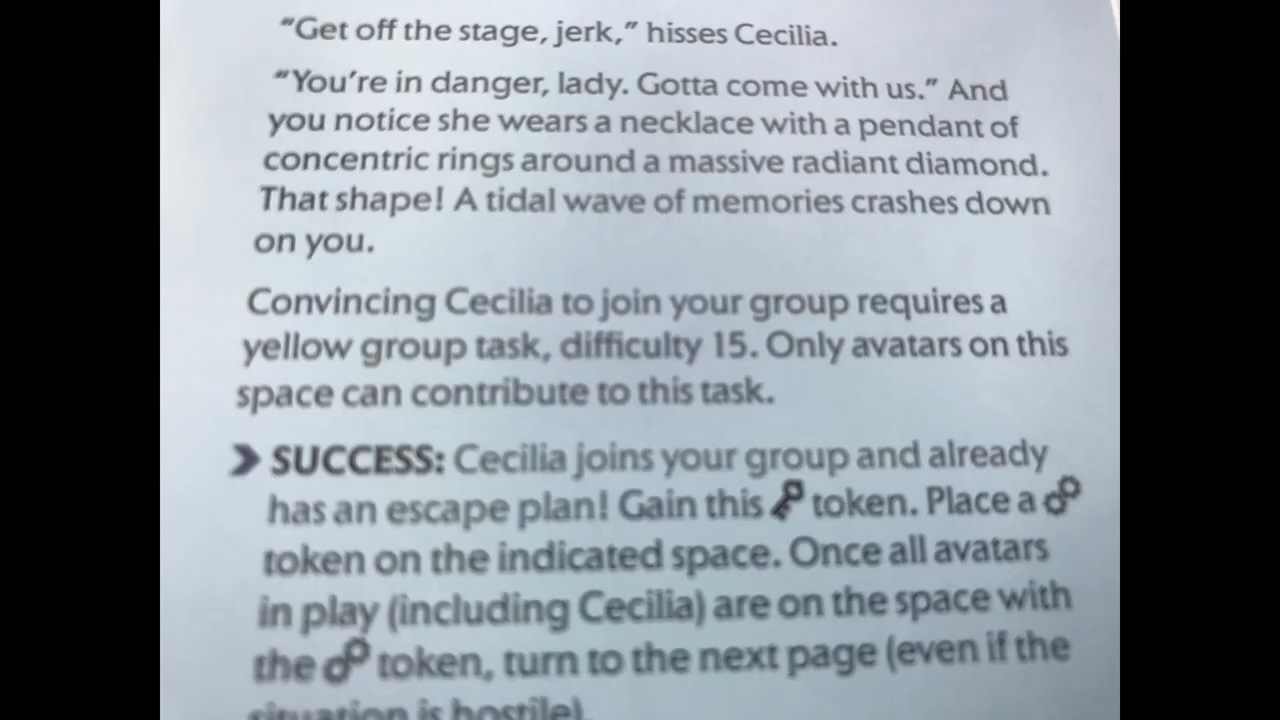 "Get off the stage, jerk," hisses Cecilia.
"You're in danger, lady. Gotta come with us." And
you notice she wears a necklace with a pendant of
concentric rings around a massive radiant diamond.
That shape! A tidal wave of memories crashes down
on you.
Convincing Cecilia to join your group requires a
yellow group task, difficulty 15. Only avatars on this
space can contribute to this task.
SUCCESS: Cecilia joins your group and already
has an escape plan! Gain this token. Place a
token on the indicated space. Once all avatars
in play (including Cecilia) are on the space with
the token, turn to the next page (even if the
situation is hostile).